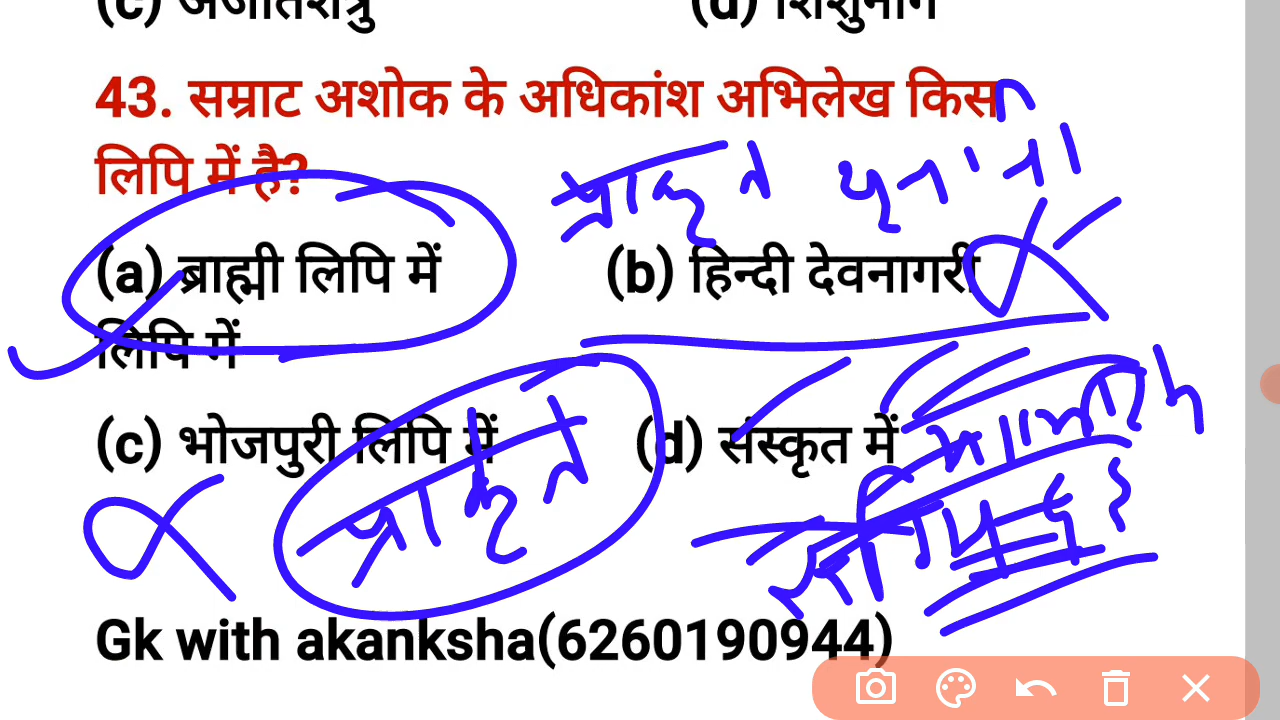 (c) अजातशत्रु (d) शिशुनाग
43. सम्राट अशोक के अधिकांश अभिलेख किस
लिपि में है?
प्राकृत यूनानी
(a) ब्राह्मी लिपि में (b) हिन्दी देवनागरी
लिपि में
(c) भोजपुरी लिपि में (d) संस्कृत में
प्राकृत
Gk with akanksha(6260190944)